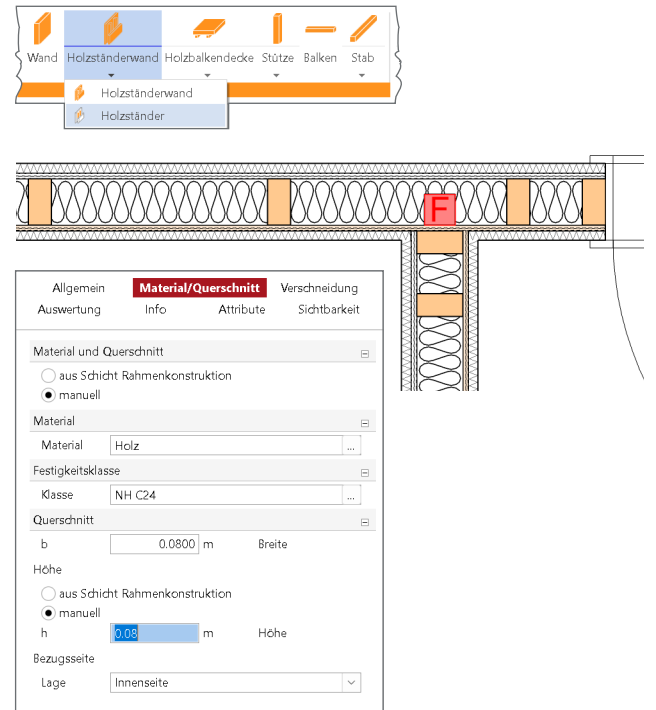 Wand Holzständerwand Holzbalkendecke Stütze Balken Stab
Holzständerwand
Holzständer
F
Allgemein Material/Querschnitt Verschneidung
Auswertung Info Attribute Sichtbarkeit
Material und Querschnitt
aus Schicht Rahmenkonstruktion
manuell
Material
Material Holz ...
Festigkeitsklasse
Klasse NH C24 ...
Querschnitt
b 0.0800 m Breite
Höhe
aus Schicht Rahmenkonstruktion
manuell
h 0.08 m Höhe
Bezugsseite
Lage Innenseite